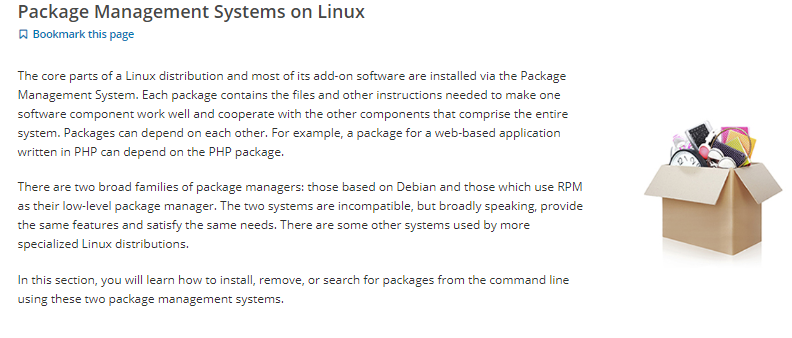 Package Management Systems on Linux
Bookmark this page
The core parts of a Linux distribution and most of its add-on software are installed via the Package
Management System. Each package contains the files and other instructions needed to make one
software component work well and cooperate with the other components that comprise the entire
system. Packages can depend on each other. For example, a package for a web-based application
written in PHP can depend on the PHP package.
There are two broad families of package managers: those based on Debian and those which use RPM
as their low-level package manager. The two systems are incompatible, but broadly speaking, provide
the same features and satisfy the same needs. There are some other systems used by more
specialized Linux distributions.
In this section, you will learn how to install, remove, or search for packages from the command line
using these two package management systems.